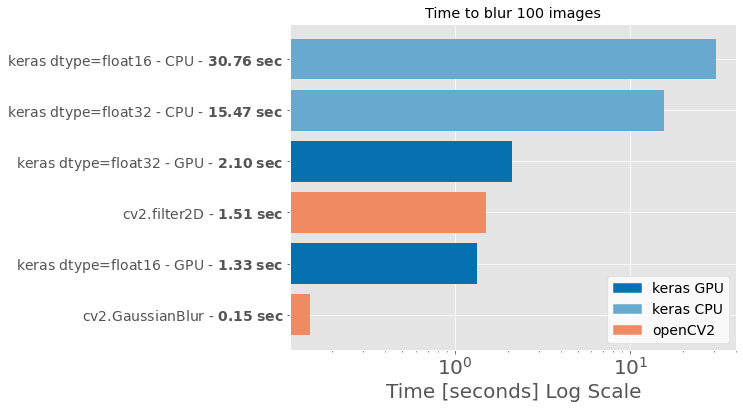 Time to blur 100 images
keras dtype=float16 - CPU - 30.76 sec
keras dtype=float32 - CPU - 15.47 sec
keras dtype=float32 - GPU - 2.10 sec
cv2.filter2D - 1.51 sec
keras dtype=float16 - GPU - 1.33 sec
cv2.GaussianBlur - 0.15 sec
keras GPU
keras CPU
openCV2
10⁰ 10¹
Time [seconds] Log Scale